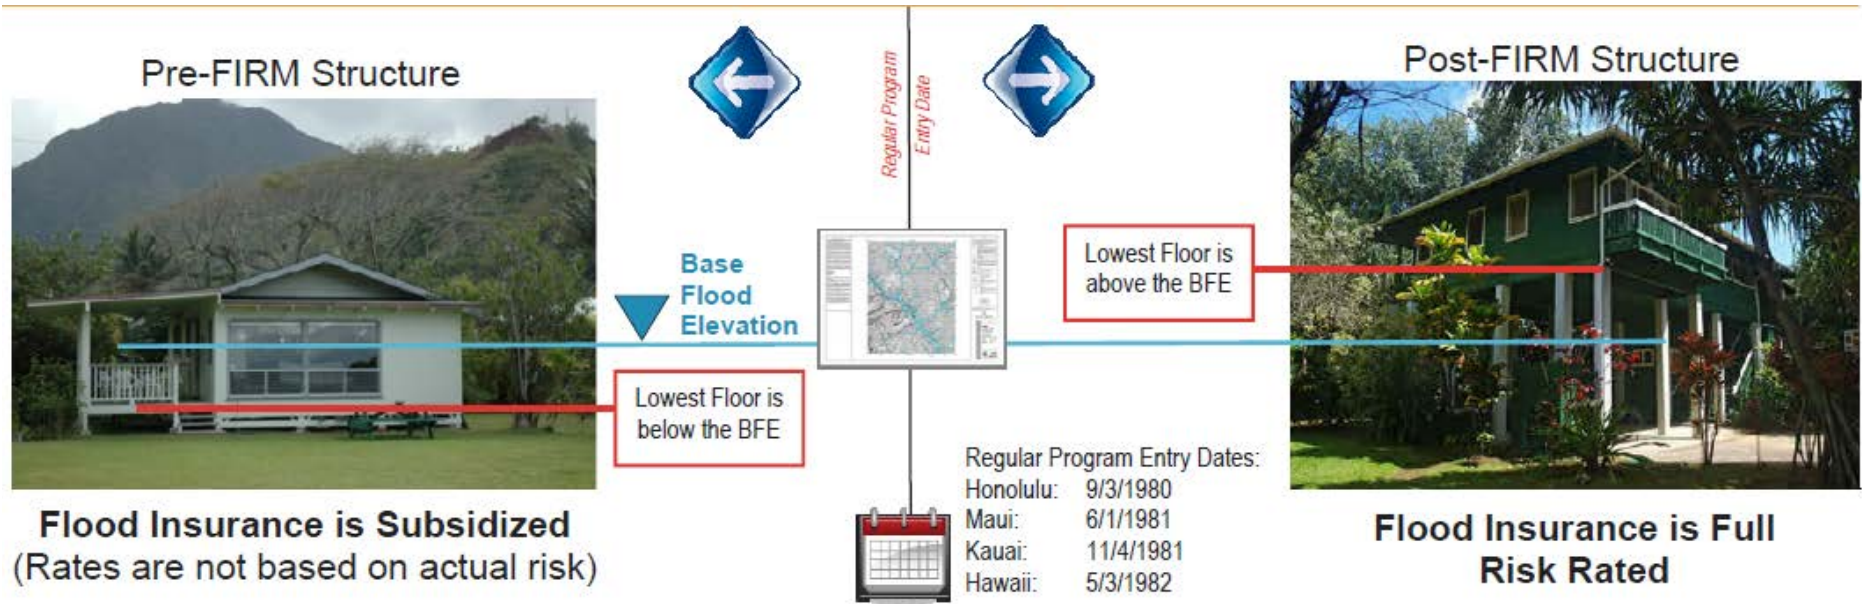 Pre-FIRM Structure
Regular Program
Entry Date
Post-FIRM Structure
Base
Flood
Elevation
Lowest Floor is
above the BFE
Lowest Floor is
below the BFE
Regular Program Entry Dates:
Honolulu: 9/3/1980
Maui: 6/1/1981
Kauai: 11/4/1981
Hawaii: 5/3/1982
Flood Insurance is Subsidized
(Rates are not based on actual risk)
Flood Insurance is Full
Risk Rated